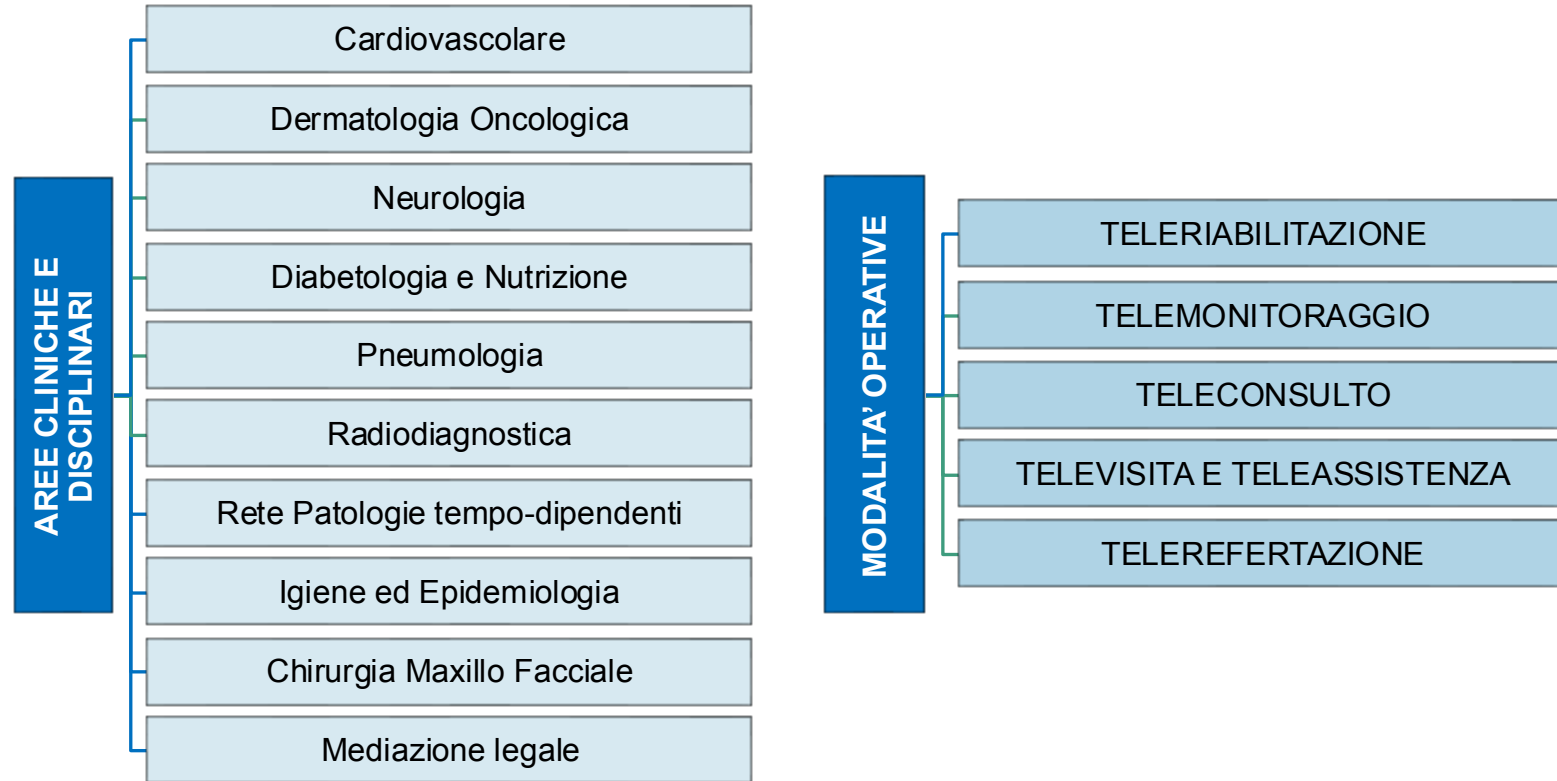 AREE CLINICHE E
DISCIPLINARI
Cardiovascolare
Dermatologia Oncologica
Neurologia
Diabetologia e Nutrizione
Pneumologia
Radiodiagnostica
Rete Patologie tempo-dipendenti
Igiene ed Epidemiologia
Chirurgia Maxillo Facciale
Mediazione legale
MODALITA’ OPERATIVE
TELERIABILITAZIONE
TELEMONITORAGGIO
TELECONSULTO
TELEVISITA E TELEASSISTENZA
TELEREFERTAZIONE